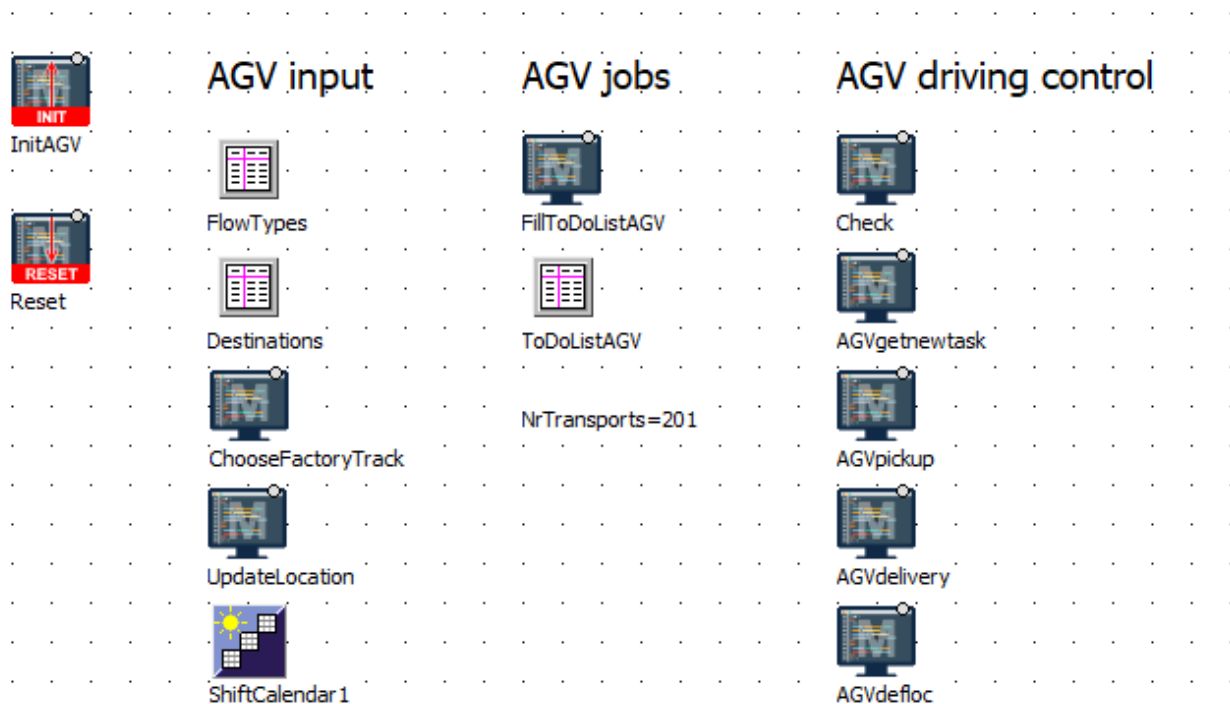 INIT
InitAGV
RESET
Reset
AGV input
FlowTypes
Destinations
ChooseFactoryTrack
UpdateLocation
ShiftCalendar1
AGV jobs
FillToDoListAGV
ToDoListAGV
NrTransports=201
AGV driving control
Check
AGVgetnewtask
AGVpickup
AGVdelivery
AGVdefloc